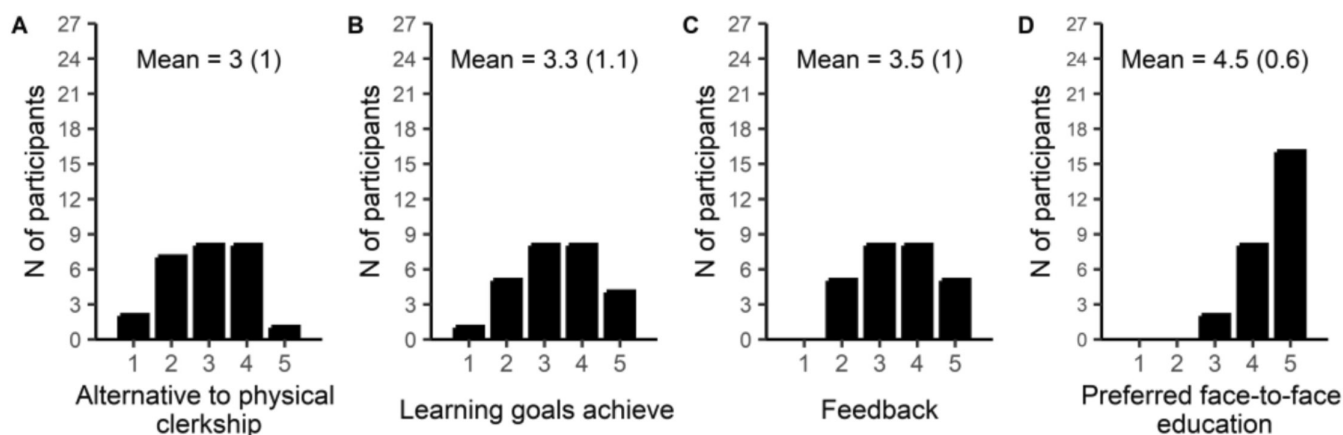 A
Mean = 3 (1)
N of participants
27
24
21
18
15
12
9
6
3
0
1 2 3 4 5
Alternative to physical
clerkship
B
Mean = 3.3 (1.1)
N of participants
27
24
21
18
15
12
9
6
3
0
1 2 3 4 5
Learning goals achieve
C
Mean = 3.5 (1)
N of participants
27
24
21
18
15
12
9
6
3
0
1 2 3 4 5
Feedback
D
Mean = 4.5 (0.6)
N of participants
27
24
21
18
15
12
9
6
3
0
1 2 3 4 5
Preferred face-to-face
education